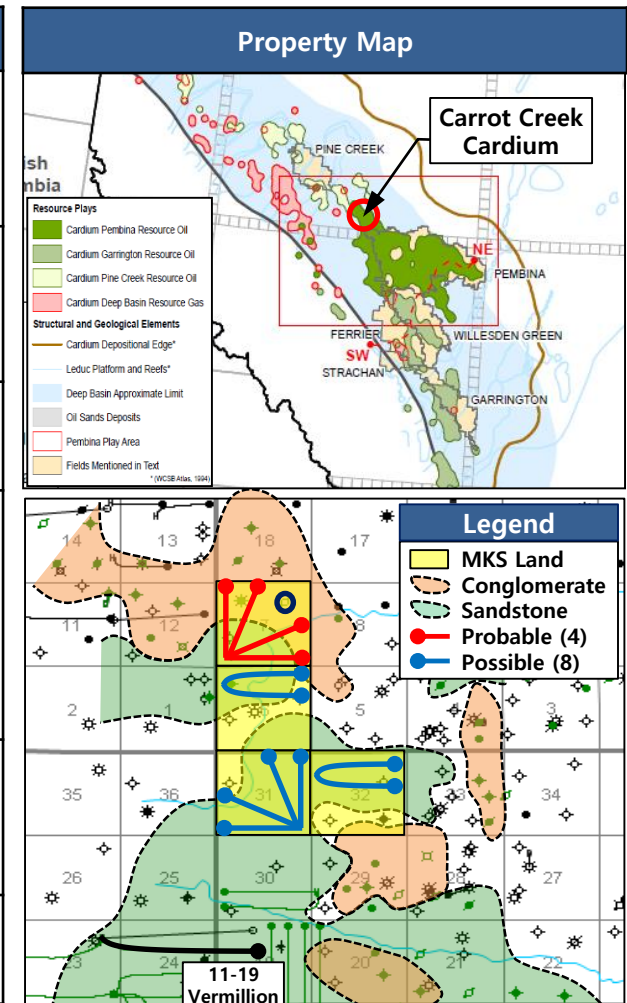 Property Map
Carrot Creek
Cardium
PINE CREEK
ish
mbia
Resource Plays
Cardium Pembina Resource Oil
Cardium Garrington Resource Oil
Cardium Pine Creek Resource Oil
Cardium Deep Basin Resource Gas
Structural and Geological Elements
Cardium Depositional Edge*
Leduc Platform and Reefs*
Deep Basin Approximate Limit
Oil Sands Deposits
Pembina Play Area
Fields Mentioned in Text
* (WCSB Atlas, 1994)
NE
PEMBINA
FERRIER
WILLESDEN GREEN
SW
STRACHAN
GARRINGTON
Legend
MKS Land
Conglomerate
Sandstone
Probable (4)
Possible (8)
14 13 18 17
11 12 8
2 1 5 4 3
35 36 31 32 33 34
26 25 30 29 28 27
23 24 20 22
11-19
Vermillion